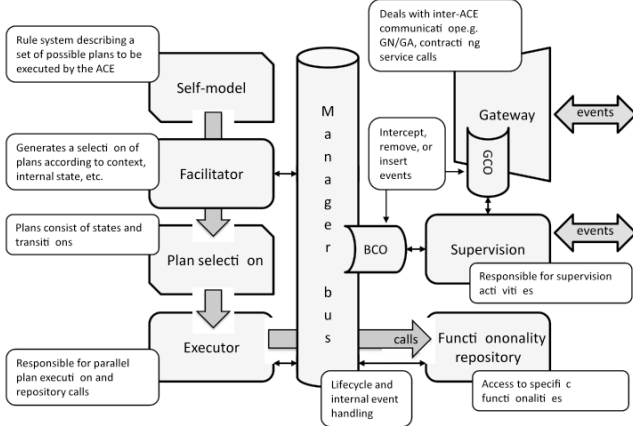 Rule system describing a
set of possible plans to be
executed by the ACE
Self-model
Generates a selecti on of
plans according to context,
internal state, etc.
Facilitator
Plans consist of states and
transiti ons
Plan selecti on
Executor
Responsible for parallel
plan executi on and
repository calls
Manager bus
Lifecycle and
internal event
handling
Deals with inter-ACE
communicati one.g.
GN/GA, contracti ng
service calls
Gateway
events
GCO
Intercept,
remove, or
insert
events
BCO
Supervision
events
Responsible for supervision
acti viti es
calls
Functi ononality
repository
Access to specifi c
functi onaliti es